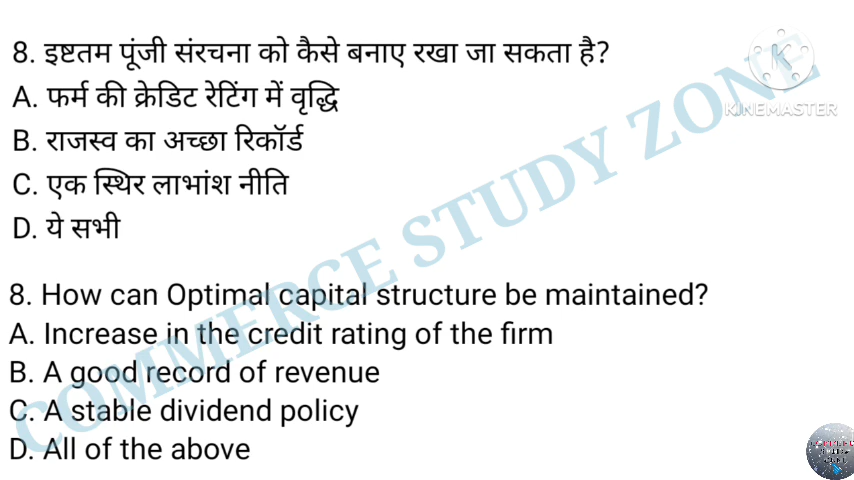 8. इष्टतम पूंजी संरचना को कैसे बनाए रखा जा सकता है?
A. फर्म की क्रेडिट रेटिंग में वृद्धि
B. राजस्व का अच्छा रिकॉर्ड
C. एक स्थिर लाभांश नीति
D. ये सभी
K
KINEMASTER
COMMERCE STUDY ZONE
8. How can Optimal capital structure be maintained?
A. Increase in the credit rating of the firm
B. A good record of revenue
C. A stable dividend policy
D. All of the above